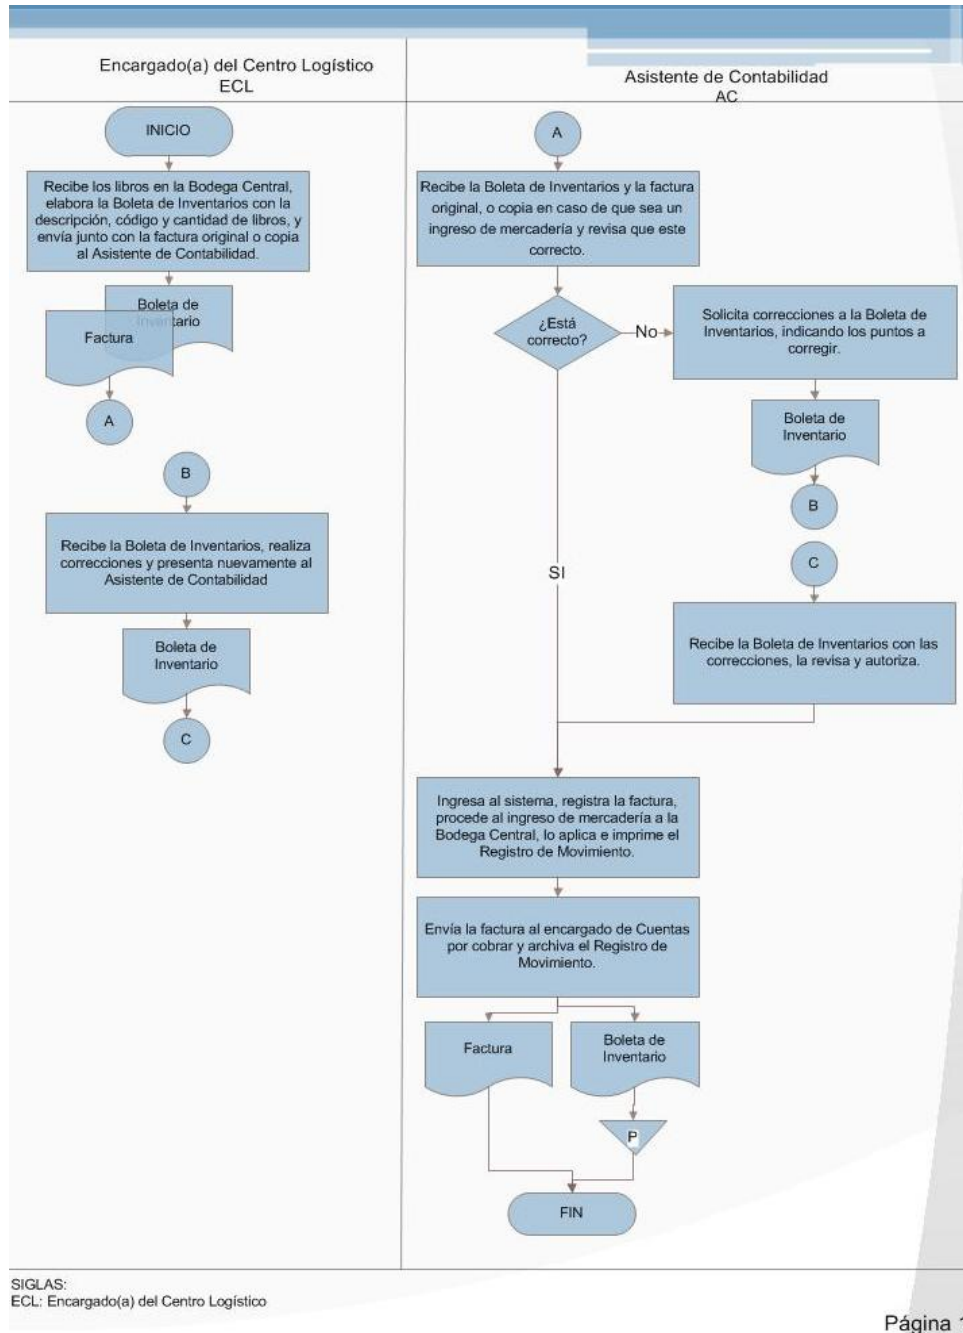 Encargado(a) del Centro Logístico
ECL
INICIO
Recibe los libros en la Bodega Central,
elabora la Boleta de Inventarios con la
descripción, código y cantidad de libros, y
envía junto con la factura original o copia
al Asistente de Contabilidad.
Boleta de
Inventario
Factura
A
B
Recibe la Boleta de Inventarios, realiza
correcciones y presenta nuevamente al
Asistente de Contabilidad
Boleta de
Inventario
C
Asistente de Contabilidad
AC
A
Recibe la Boleta de Inventarios y la factura
original, o copia en caso de que sea un
ingreso de mercadería y revisa que este
correcto.
¿Está
correcto?
No
Solicita correcciones a la Boleta de
Inventarios, indicando los puntos a
corregir.
Boleta de
Inventario
B
C
SI
Recibe la Boleta de Inventarios con las
correcciones, la revisa y autoriza.
Ingresa al sistema, registra la factura,
procede al ingreso de mercadería a la
Bodega Central, lo aplica e imprime el
Registro de Movimiento.
Envía la factura al encargado de Cuentas
por cobrar y archiva el Registro de
Movimiento.
Factura
Boleta de
Inventario
P
FIN
SIGLAS:
ECL: Encargado(a) del Centro Logístico
Página 1